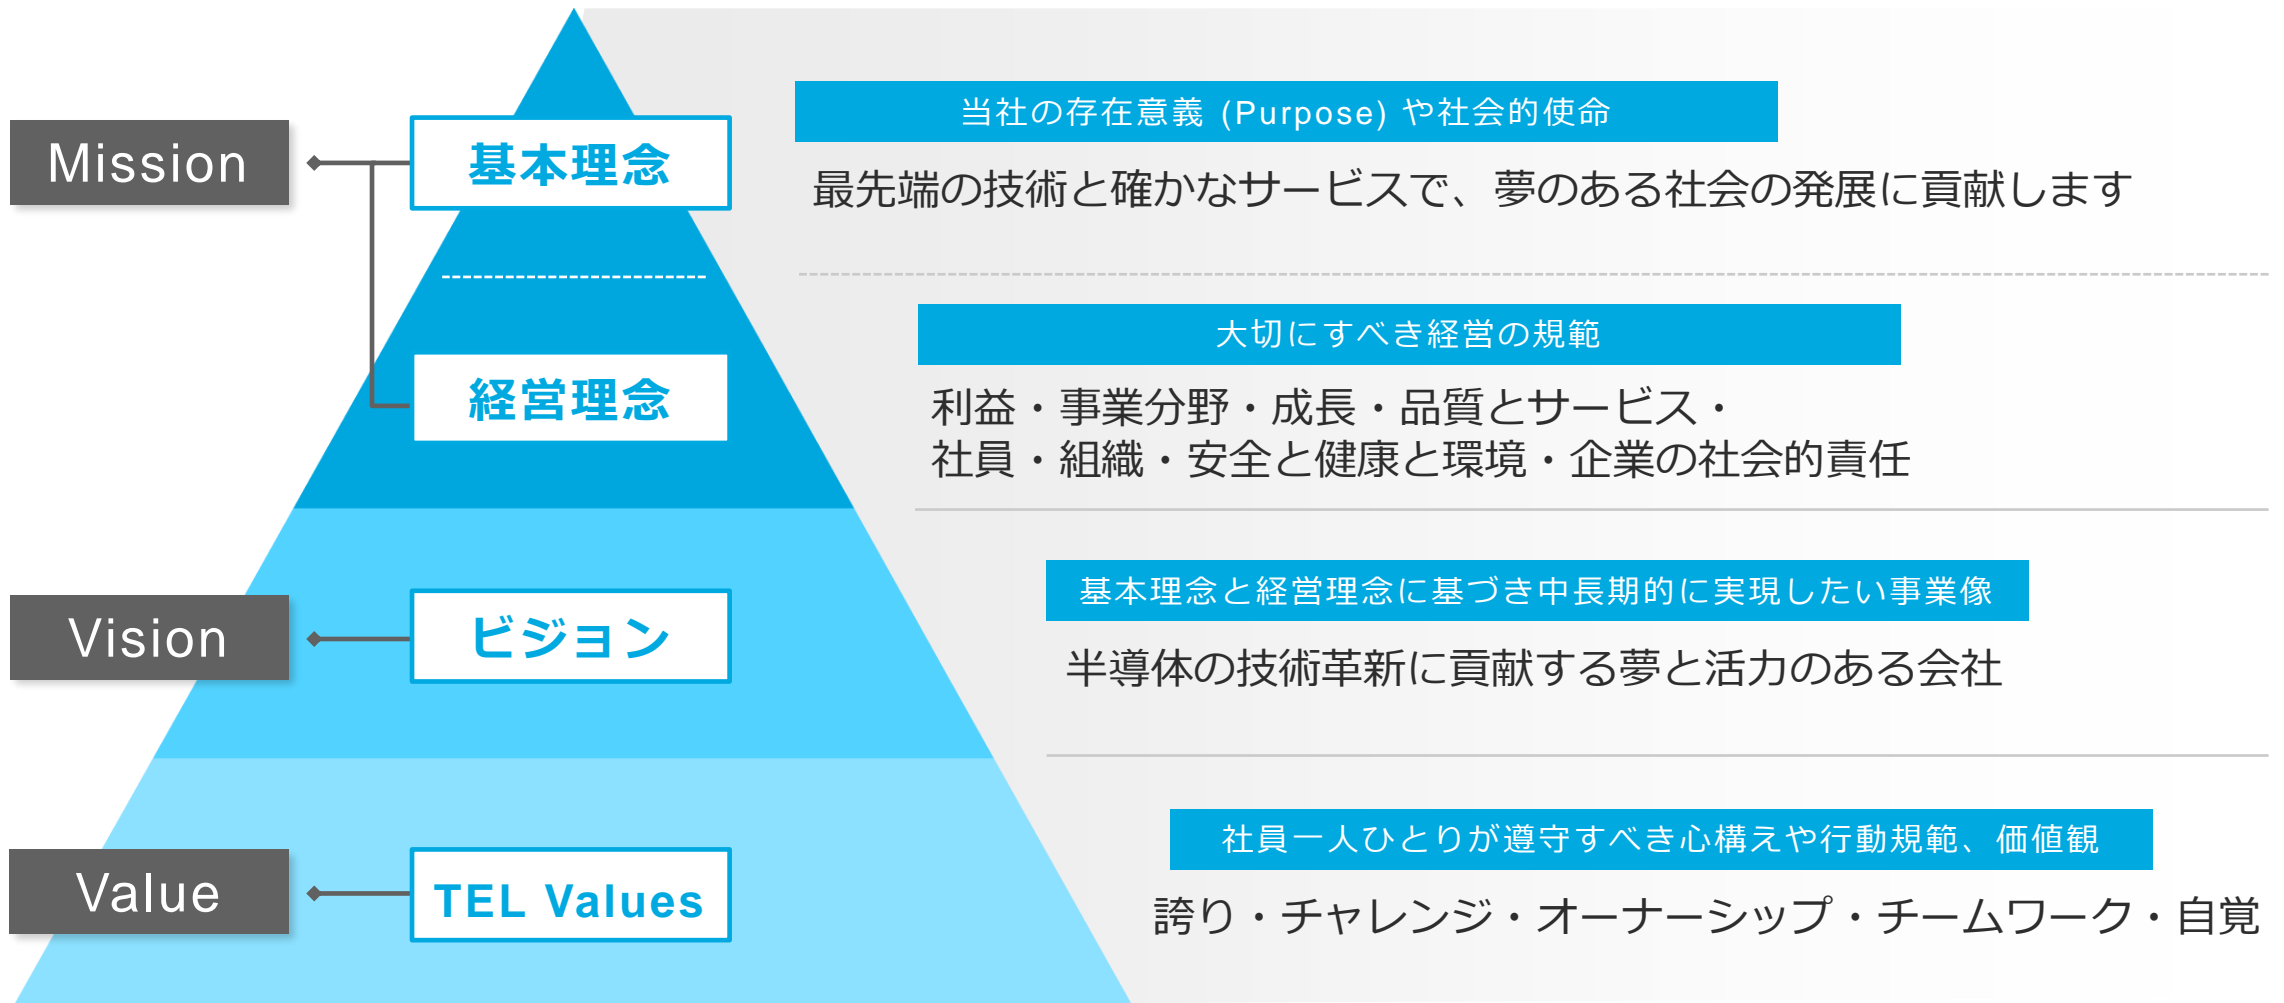 Mission
基本理念
当社の存在意義 (Purpose) や社会的使命
最先端の技術と確かなサービスで、夢のある社会の発展に貢献します
経営理念
大切にすべき経営の規範
利益・事業分野・成長・品質とサービス・
社員・組織・安全と健康と環境・企業の社会的責任
Vision
ビジョン
基本理念と経営理念に基づき中長期的に実現したい事業像
半導体の技術革新に貢献する夢と活力のある会社
Value
TEL Values
社員一人ひとりが遵守すべき心構えや行動規範、価値観
誇り・チャレンジ・オーナーシップ・チームワーク・自覚